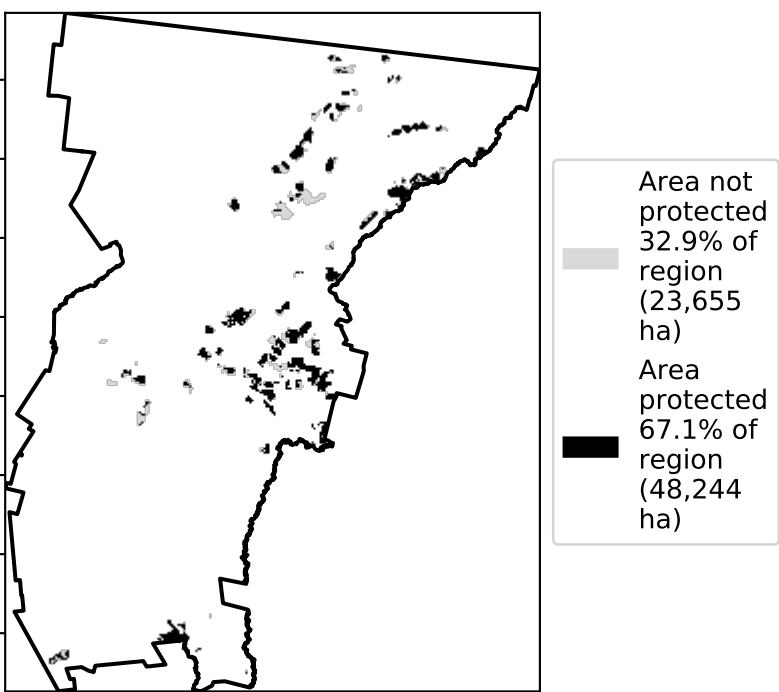 Area not
protected
32.9% of
region
(23,655
ha)
Area
protected
67.1% of
region
(48,244
ha)